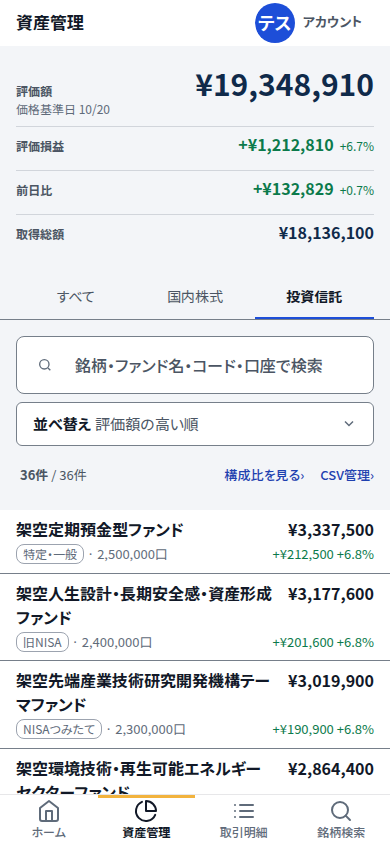 資産管理
テス アカウント
評価額 ¥19,348,910
価格基準日 10/20
評価損益 +¥1,212,810 +6.7%
前日比 +¥132,829 +0.7%
取得総額 ¥18,136,100
すべて 国内株式 投資信託
銘柄・ファンド名・コード・口座で検索
並べ替え 評価額の高い順
36件 / 36件 構成比を見る› CSV管理›
架空定期預金型ファンド ¥3,337,500
特定・一般 · 2,500,000口 +¥212,500 +6.8%
架空人生設計・長期安全感・資産形成 ¥3,177,600
ファンド
旧NISA · 2,400,000口 +¥201,600 +6.8%
架空先端産業技術研究開発機構テー ¥3,019,900
マファンド
NISAつみたて · 2,300,000口 +¥190,900 +6.8%
架空環境技術・再生可能エネルギー ¥2,864,400
セクターファンド
ホーム 資産管理 取引明細 銘柄検索